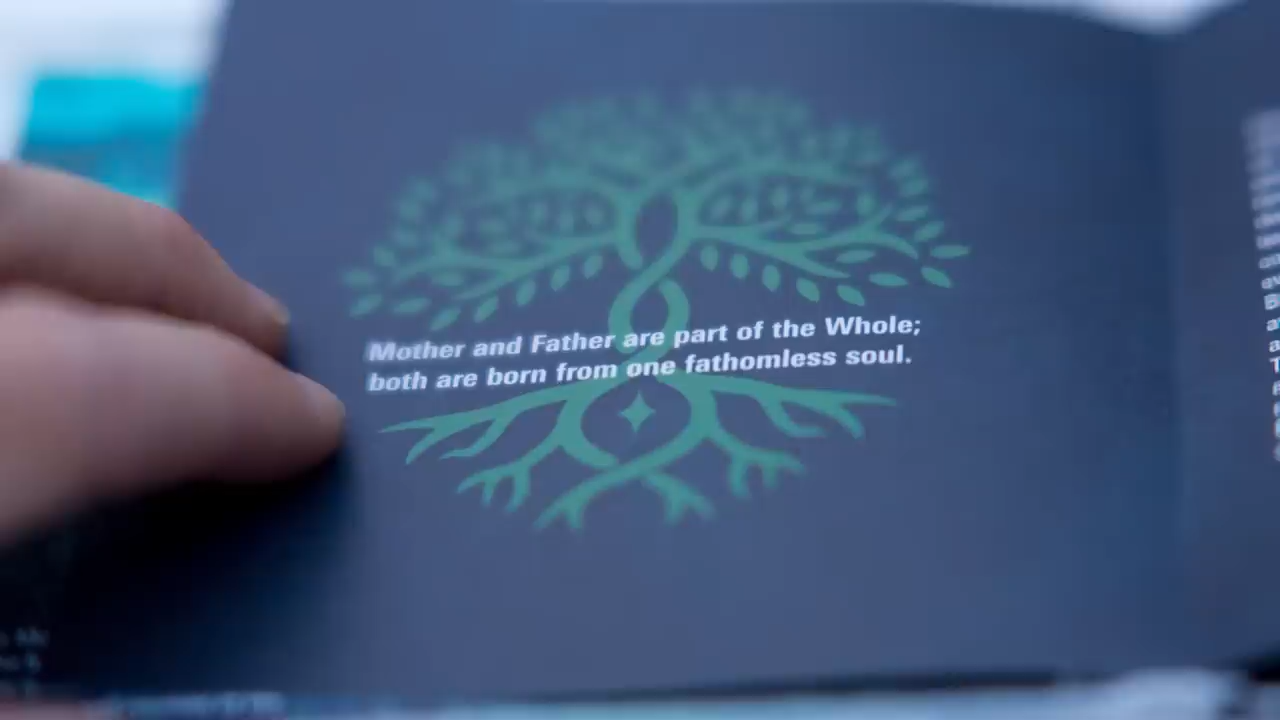 Mother and Father are part of the Whole;
both are born from one fathomless soul.